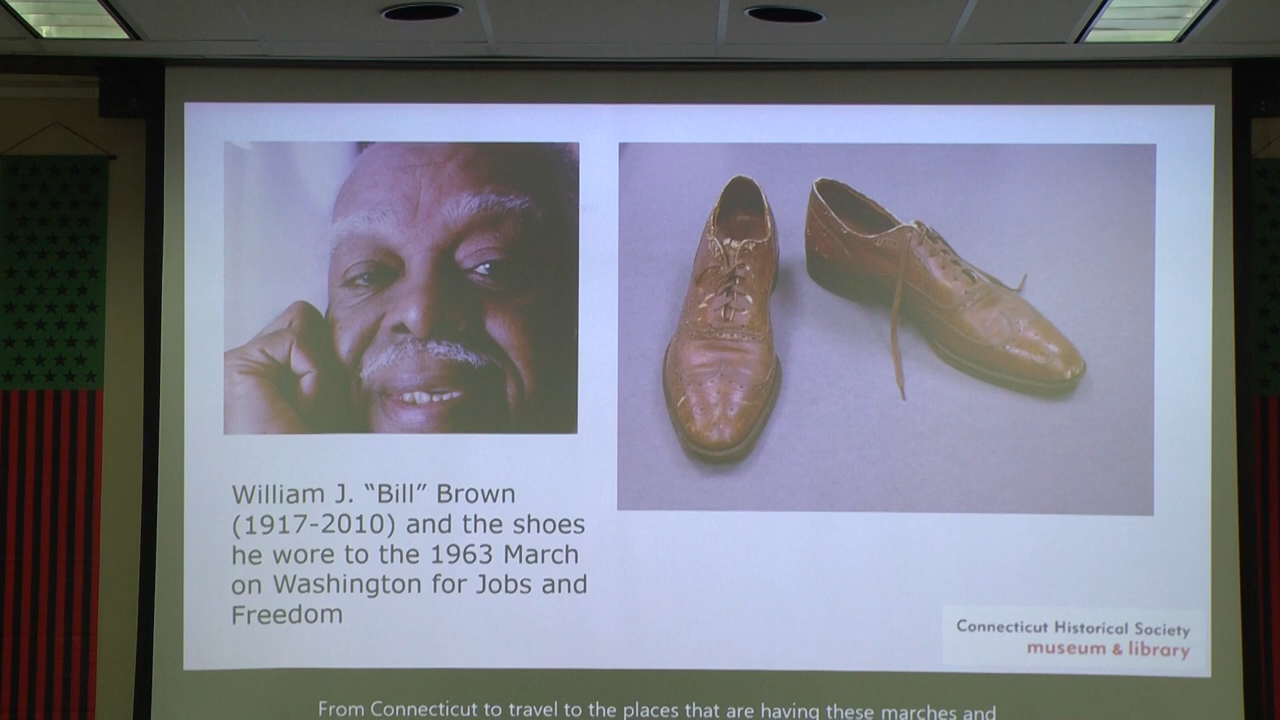 William J. “Bill” Brown
(1917-2010) and the shoes
he wore to the 1963 March
on Washington for Jobs and
Freedom
Connecticut Historical Society
museum & library
From Connecticut to travel to the places that are having these marches and